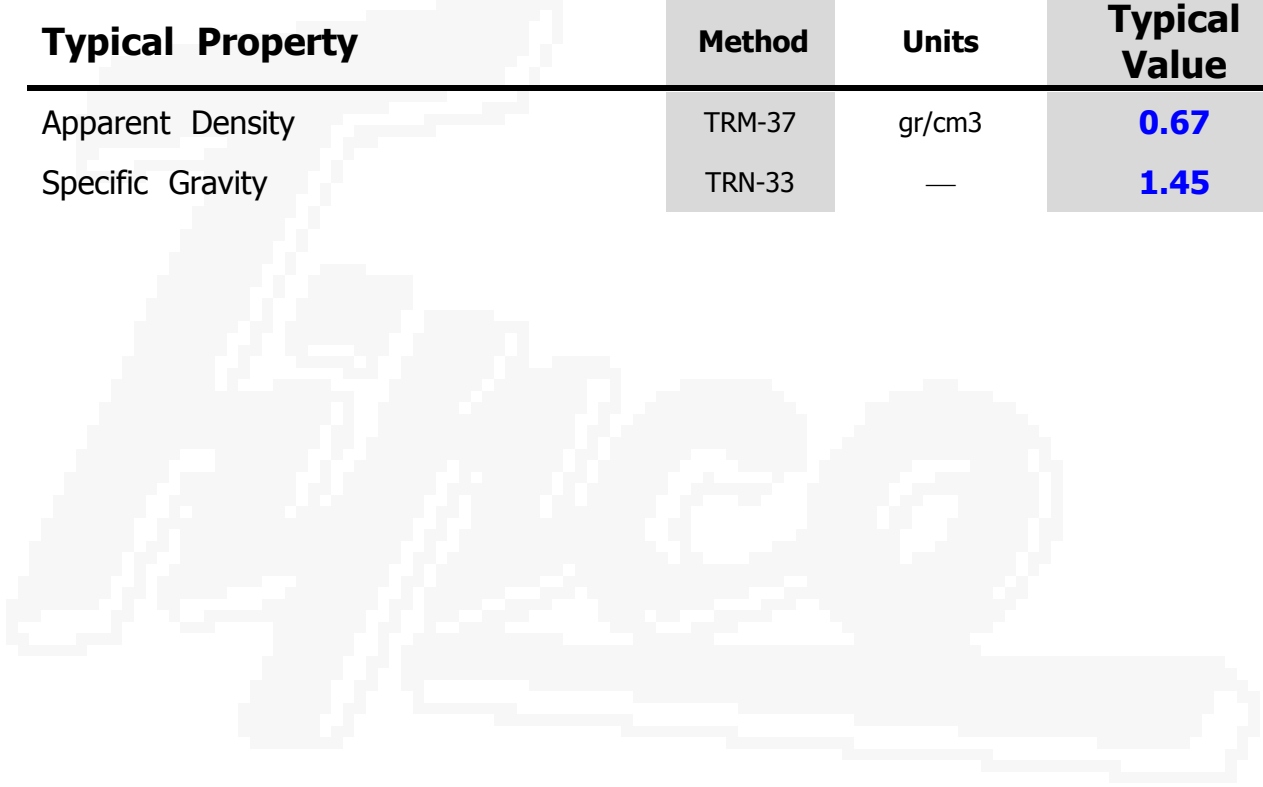 Typical Property Method Units Typical Value
Apparent Density TRM-37 gr/cm3 0.67
Specific Gravity TRN-33 — 1.45